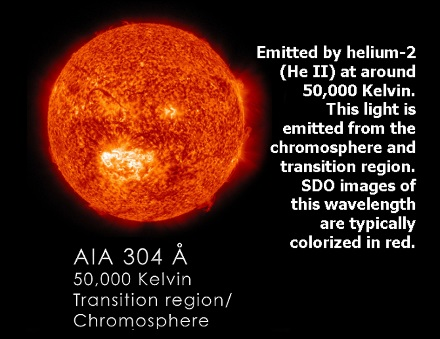 Emitted by helium-2
(He II) at around
50,000 Kelvin.
This light is
emitted from the
chromosphere and
transition region.
SDO images of
this wavelength
are typically
colorized in red.
AIA 304 Å
50,000 Kelvin
Transition region/
Chromosphere